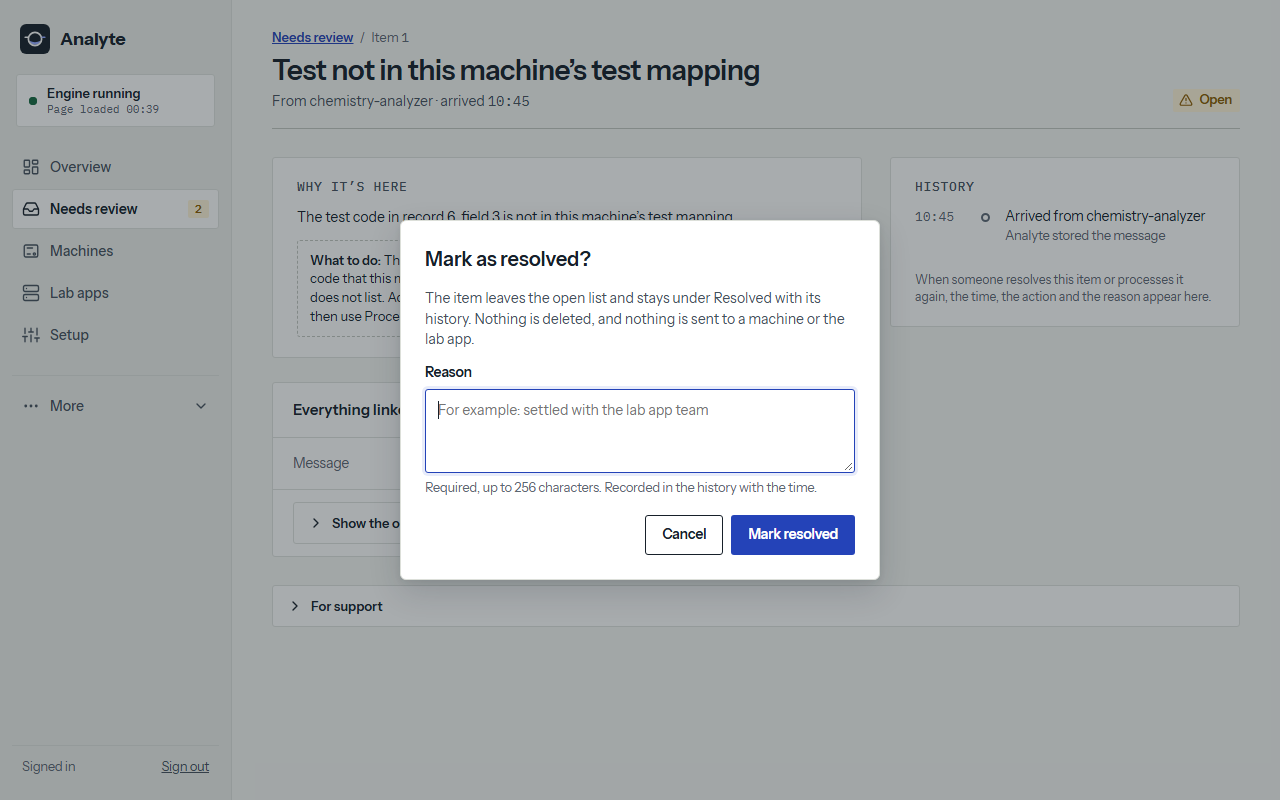 Analyte
Engine running
Page loaded 00:39
Overview
Needs review 2
Machines
Lab apps
Setup
More
Signed in Sign out
Needs review / Item 1
Test not in this machine’s test mapping
From chemistry-analyzer · arrived 10:45
Open
WHY IT’S HERE
The test code in record 6, field 3 is not in this machine’s test mapping
What to do: Th
code that this m
does not list. Ac
then use Proce
Everything linke
Message
Show the o
For support
HISTORY
10:45 Arrived from chemistry-analyzer
Analyte stored the message
When someone resolves this item or processes it
again, the time, the action and the reason appear here.
Mark as resolved?
The item leaves the open list and stays under Resolved with its
history. Nothing is deleted, and nothing is sent to a machine or the
lab app.
Reason
For example: settled with the lab app team
Required, up to 256 characters. Recorded in the history with the time.
Cancel Mark resolved